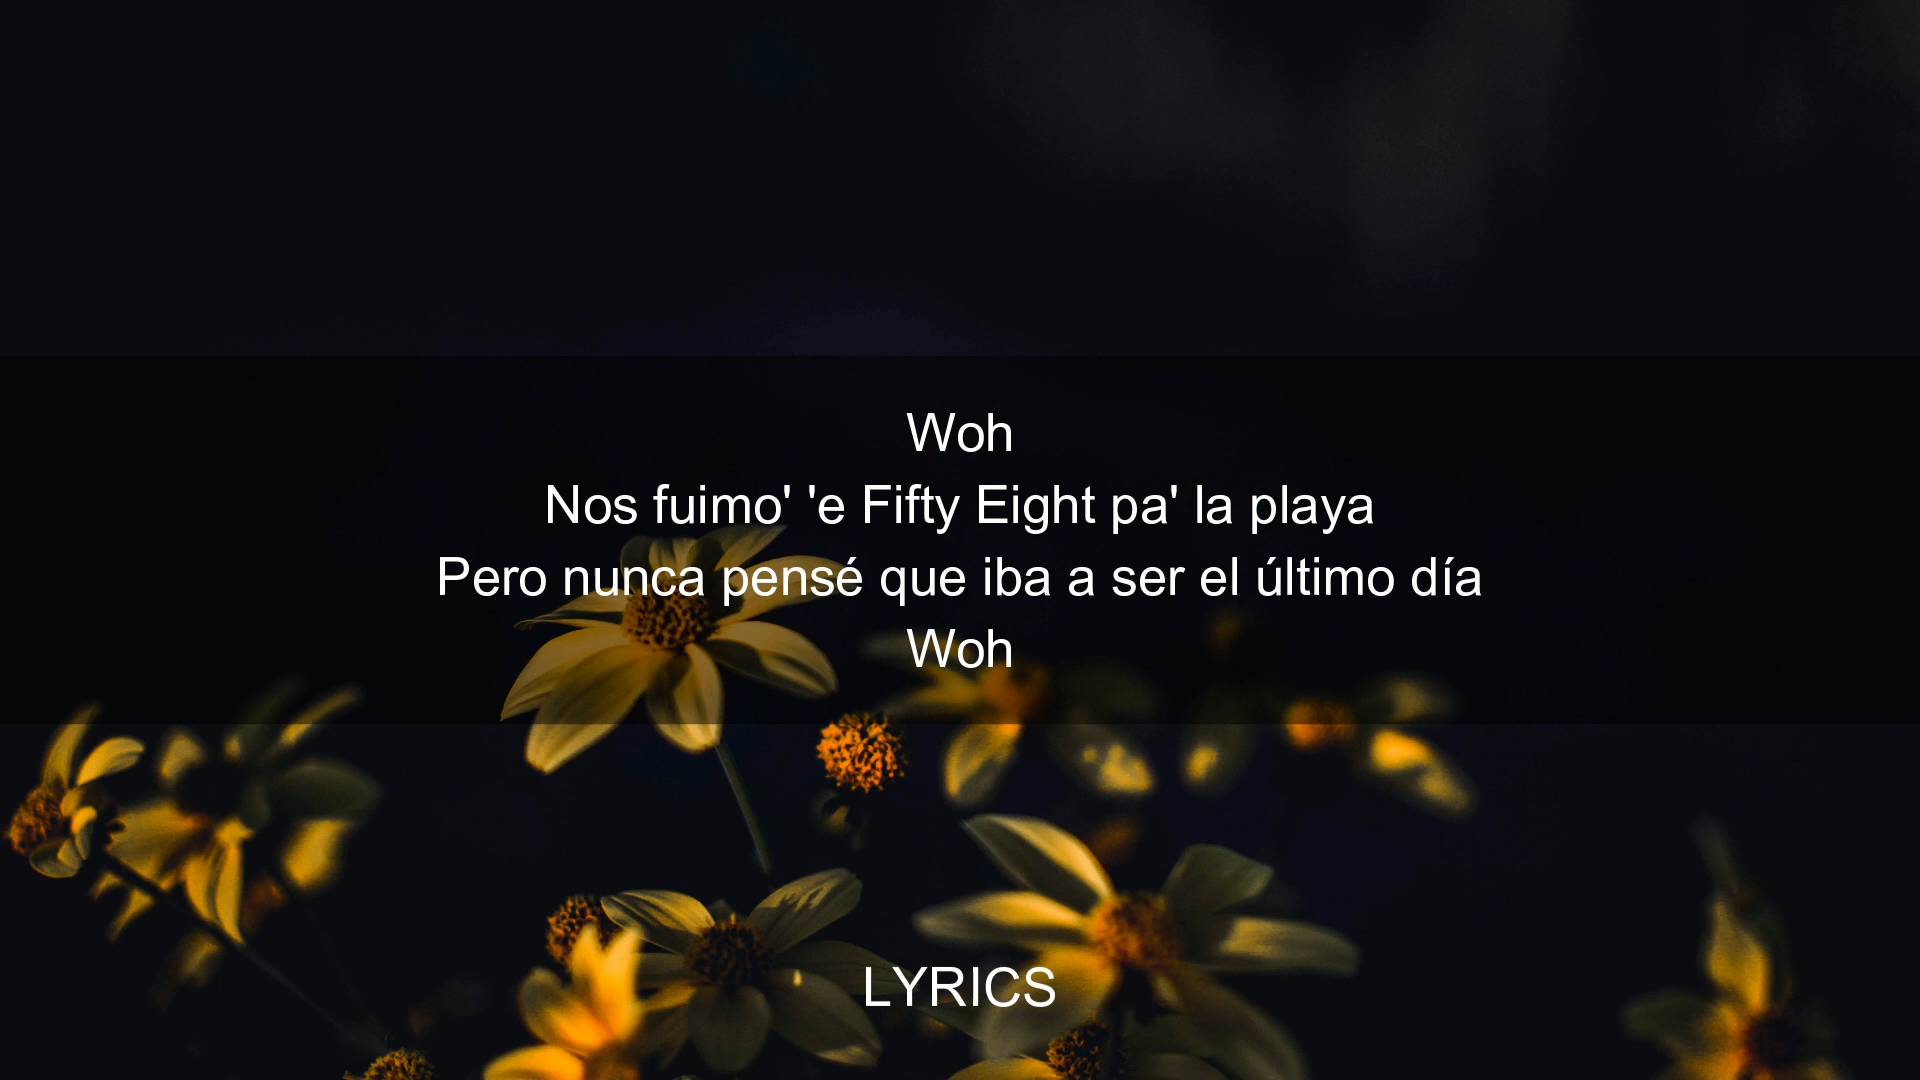 Woh
Nos fuimo' 'e Fifty Eight pa' la playa
Pero nunca pensé que iba a ser el último día
Woh
LYRICS